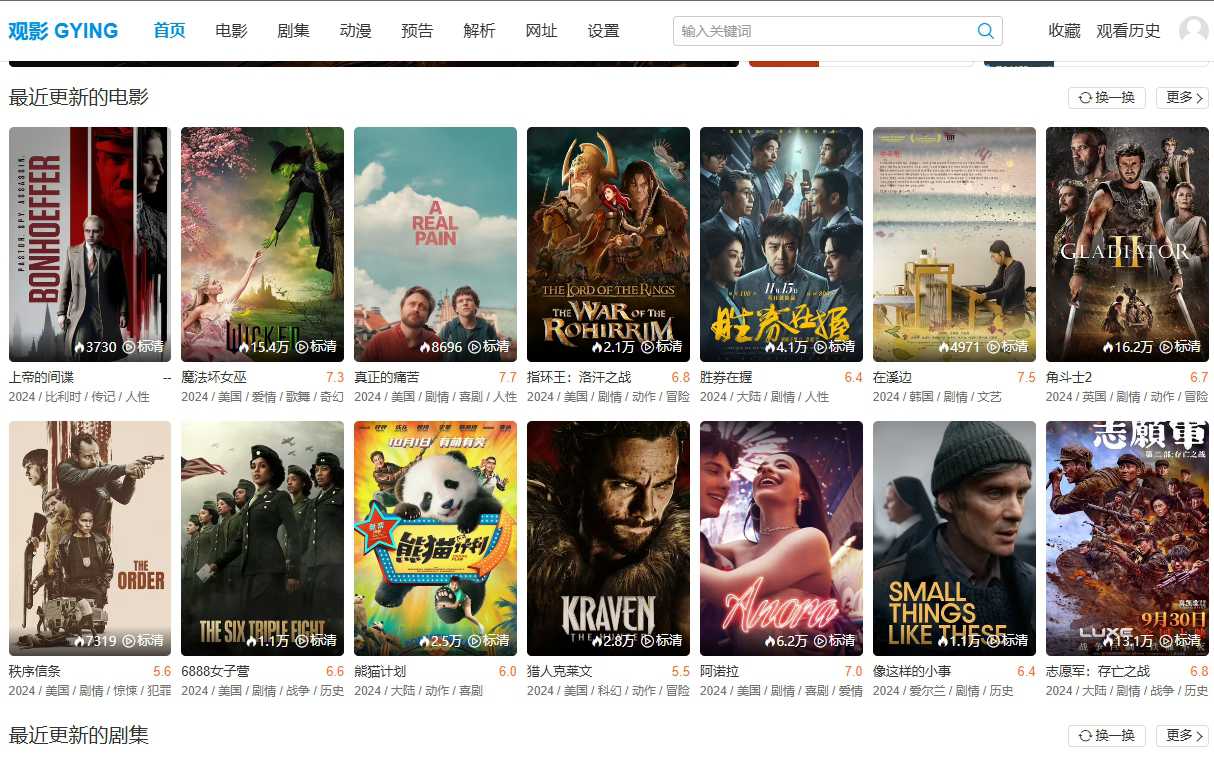 观影 GYING 首页 电影 剧集 动漫 预告 解析 网址 设置 输入关键词 收藏 观看历史
最近更新的电影 换一换 更多
PASTOR. SPY. ASSASSIN.
BONHOEFFER
3730 标清
上帝的间谍 --
2024 / 比利时 / 传记 / 人性
WICKED
15.4万 标清
魔法坏女巫 7.3
2024 / 美国 / 爱情 / 歌舞 / 奇幻
A
REAL
PAIN
8696 标清
真正的痛苦 7.7
2024 / 美国 / 剧情 / 喜剧 / 人性
THE LORD OF THE RINGS
THE WAR OF THE
ROHIRRIM
2.1万 标清
指环王：洛汗之战 6.8
2024 / 美国 / 剧情 / 动作 / 冒险
11月15日
胜券在握
4.1万 标清
胜券在握 6.4
2024 / 大陆 / 剧情 / 人性
4971 标清
在溪边 7.5
2024 / 韩国 / 剧情 / 文艺
GLADIATOR
II
16.2万 标清
角斗士2 6.7
2024 / 英国 / 剧情 / 动作 / 冒险
THE
ORDER
7319 标清
秩序信条 5.6
2024 / 美国 / 剧情 / 惊悚 / 犯罪
THE SIX TRIPLE EIGHT
1.1万 标清
6888女子营 6.6
2024 / 美国 / 剧情 / 战争 / 历史
10月1日 有萌有笑
熊猫计划
2.5万 标清
熊猫计划 6.0
2024 / 大陆 / 动作 / 喜剧
KRAVEN
THE HUNTER
2.8万 标清
猎人克莱文 5.5
2024 / 美国 / 科幻 / 动作 / 冒险
Anora
6.2万 标清
阿诺拉 7.0
2024 / 美国 / 剧情 / 喜剧 / 爱情
SMALL
THINGS
LIKE THESE
1.1万 标清
像这样的小事 6.4
2024 / 爱尔兰 / 剧情 / 历史
志願軍
第二部:存亡之战
9月30日
LUXE
3.1万 标清
志愿军：存亡之战 6.8
2024 / 大陆 / 剧情 / 战争 / 历史
最近更新的剧集 换一换 更多